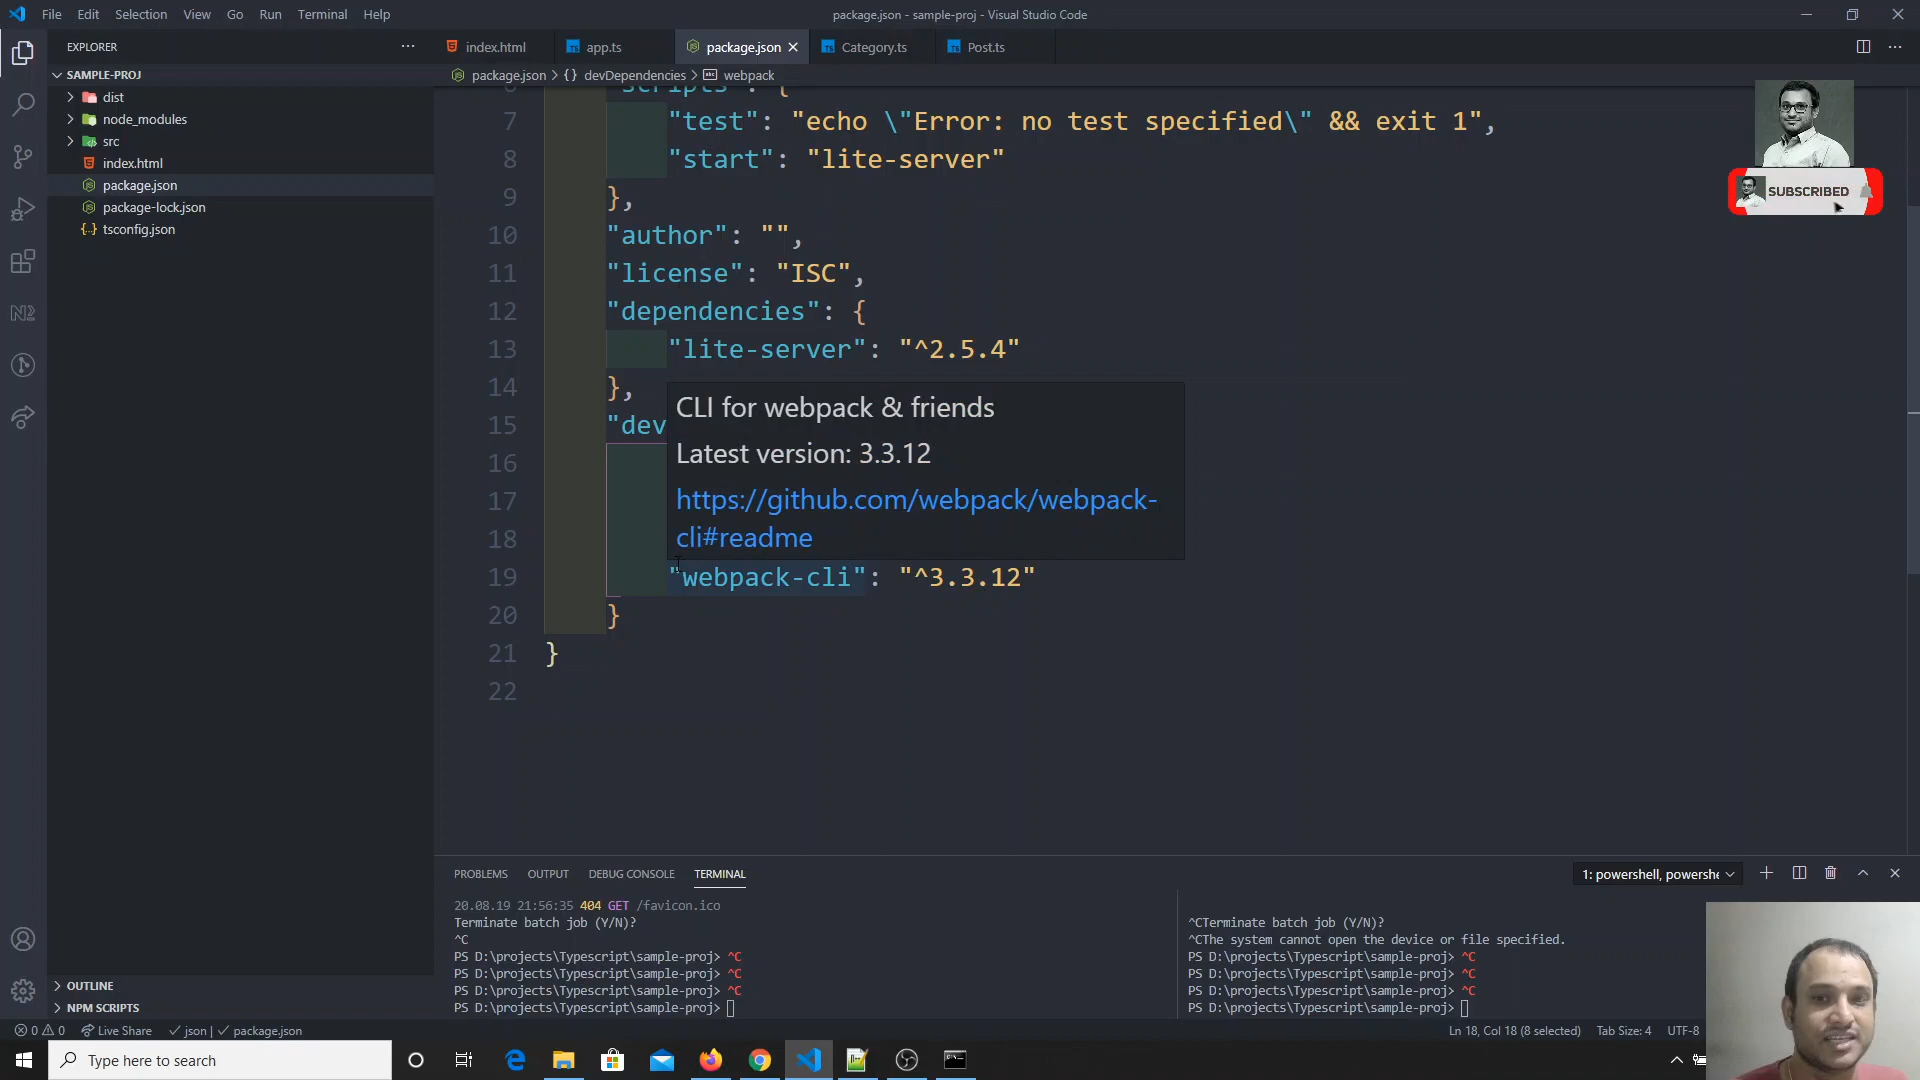 File Edit Selection View Go Run Terminal Help
package.json - sample-proj - Visual Studio Code
EXPLORER
SAMPLE-PROJ
dist
node_modules
src
index.html
package.json
package-lock.json
tsconfig.json
OUTLINE
NPM SCRIPTS
index.html
app.ts
package.json
Category.ts
Post.ts
package.json > {} devDependencies > webpack
6 "scripts": {
7 "test": "echo \"Error: no test specified\" && exit 1",
8 "start": "lite-server"
9 },
10 "author": "",
11 "license": "ISC",
12 "dependencies": {
13 "lite-server": "^2.5.4"
14 },
15 "dev
16
17
18
19 "webpack-cli": "^3.3.12"
20 }
21 }
22
CLI for webpack & friends
Latest version: 3.3.12
https://github.com/webpack/webpack-
cli#readme
SUBSCRIBED
PROBLEMS OUTPUT DEBUG CONSOLE TERMINAL
1: powershell, powershe
20.08.19 21:56:35 404 GET /favicon.ico
Terminate batch job (Y/N)?
^C
PS D:\projects\Typescript\sample-proj> ^C
PS D:\projects\Typescript\sample-proj> ^C
PS D:\projects\Typescript\sample-proj> ^C
PS D:\projects\Typescript\sample-proj>
^CTerminate batch job (Y/N)?
^CThe system cannot open the device or file specified.
PS D:\projects\Typescript\sample-proj> ^C
PS D:\projects\Typescript\sample-proj> ^C
PS D:\projects\Typescript\sample-proj> ^C
PS D:\projects\Typescript\sample-proj>
0 0 Live Share json | package.json
Ln 18, Col 18 (8 selected) Tab Size: 4 UTF-8
Type here to search